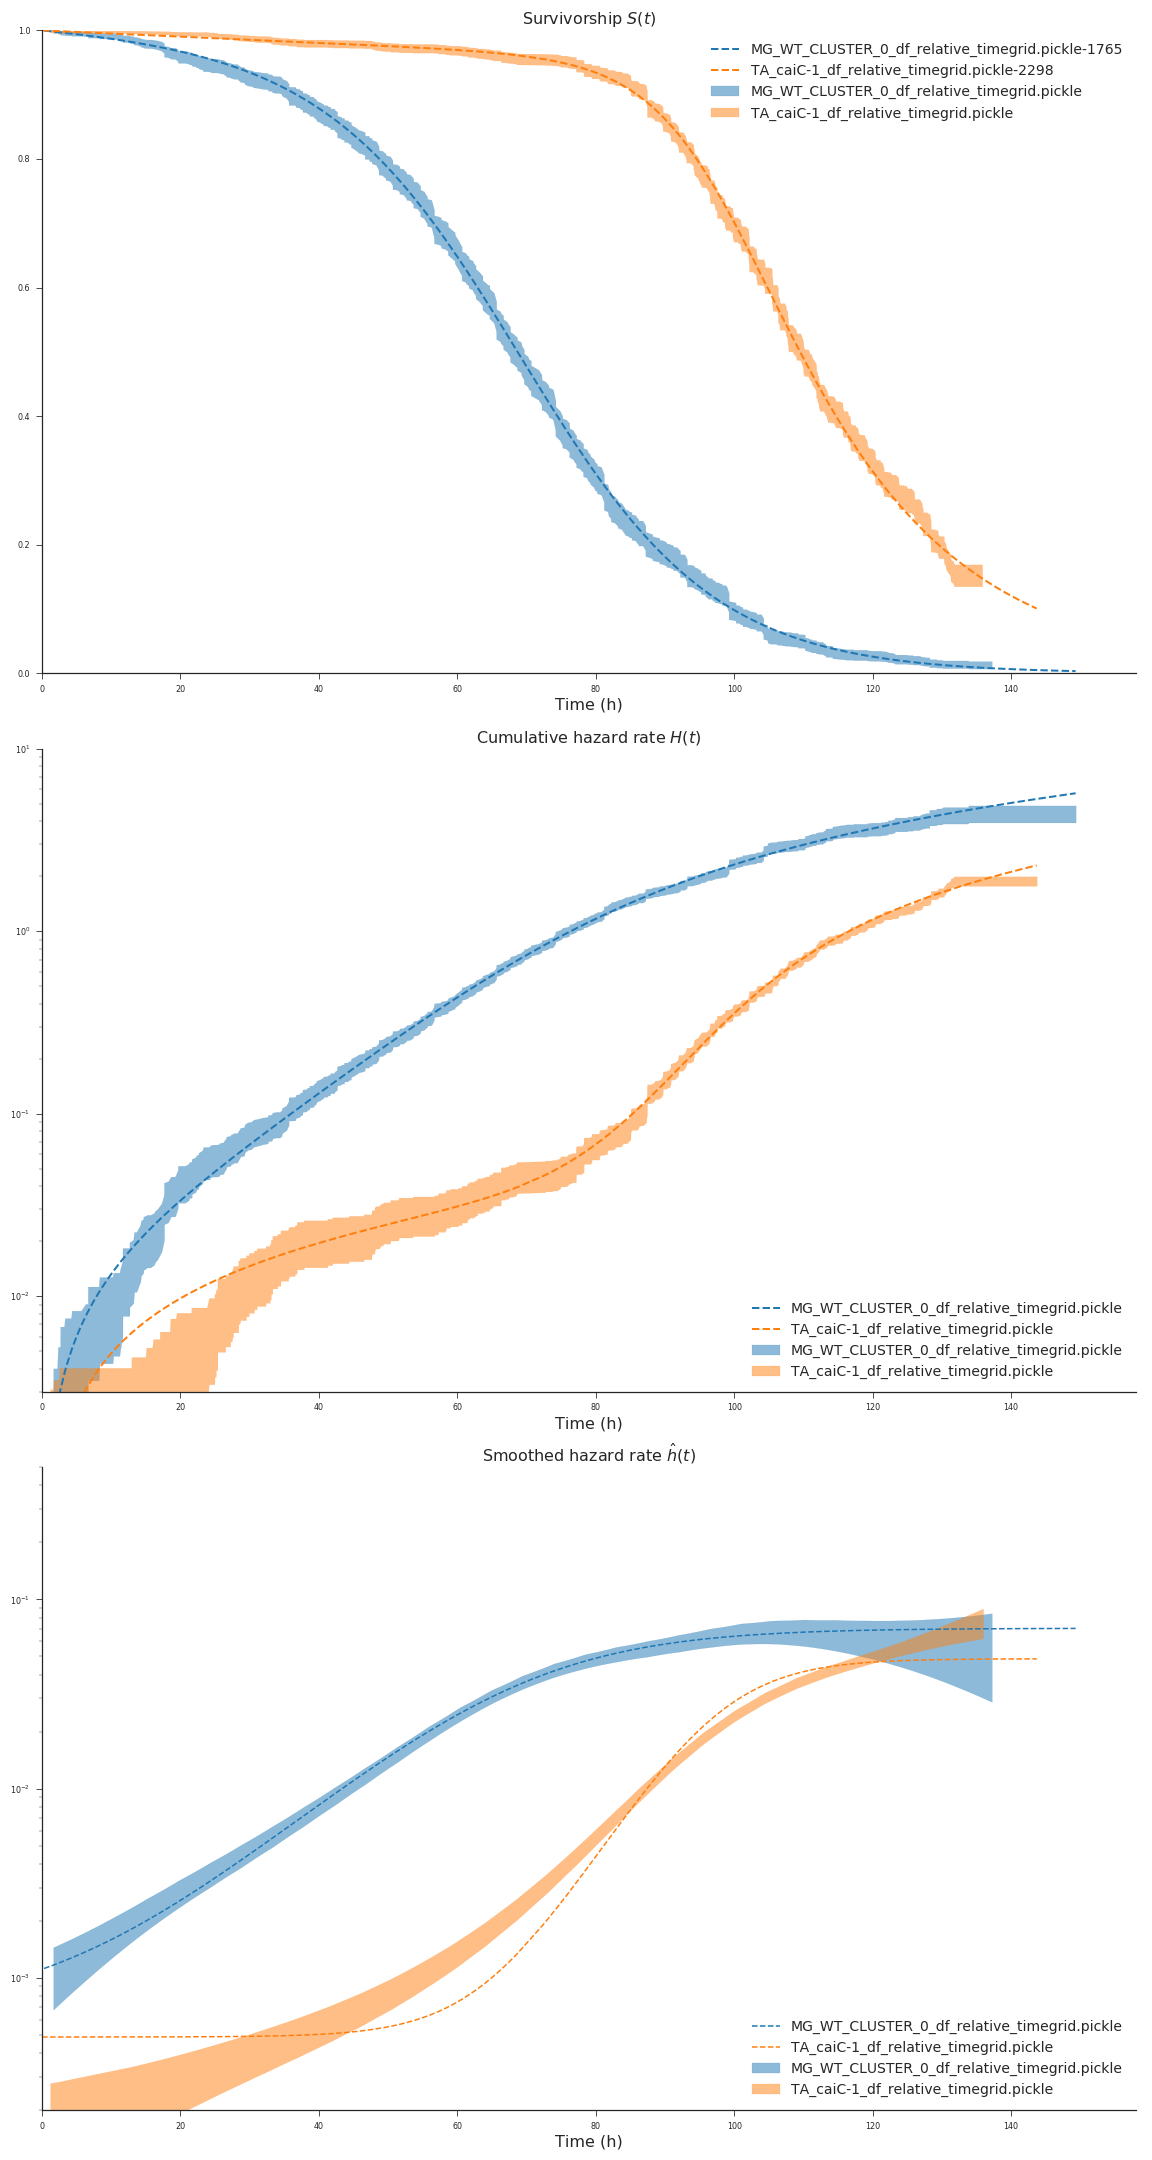 Survivorship S(t)
1.0
0.8
0.6
0.4
0.2
0.0
MG_WT_CLUSTER_0_df_relative_timegrid.pickle-1765
TA_caiC-1_df_relative_timegrid.pickle-2298
MG_WT_CLUSTER_0_df_relative_timegrid.pickle
TA_caiC-1_df_relative_timegrid.pickle
0 20 40 60 80 100 120 140
Time (h)
Cumulative hazard rate H(t)
10¹
10⁰
10⁻¹
10⁻²
MG_WT_CLUSTER_0_df_relative_timegrid.pickle
TA_caiC-1_df_relative_timegrid.pickle
MG_WT_CLUSTER_0_df_relative_timegrid.pickle
TA_caiC-1_df_relative_timegrid.pickle
0 20 40 60 80 100 120 140
Time (h)
Smoothed hazard rate ĥ(t)
10⁻¹
10⁻²
10⁻³
MG_WT_CLUSTER_0_df_relative_timegrid.pickle
TA_caiC-1_df_relative_timegrid.pickle
MG_WT_CLUSTER_0_df_relative_timegrid.pickle
TA_caiC-1_df_relative_timegrid.pickle
0 20 40 60 80 100 120 140
Time (h)